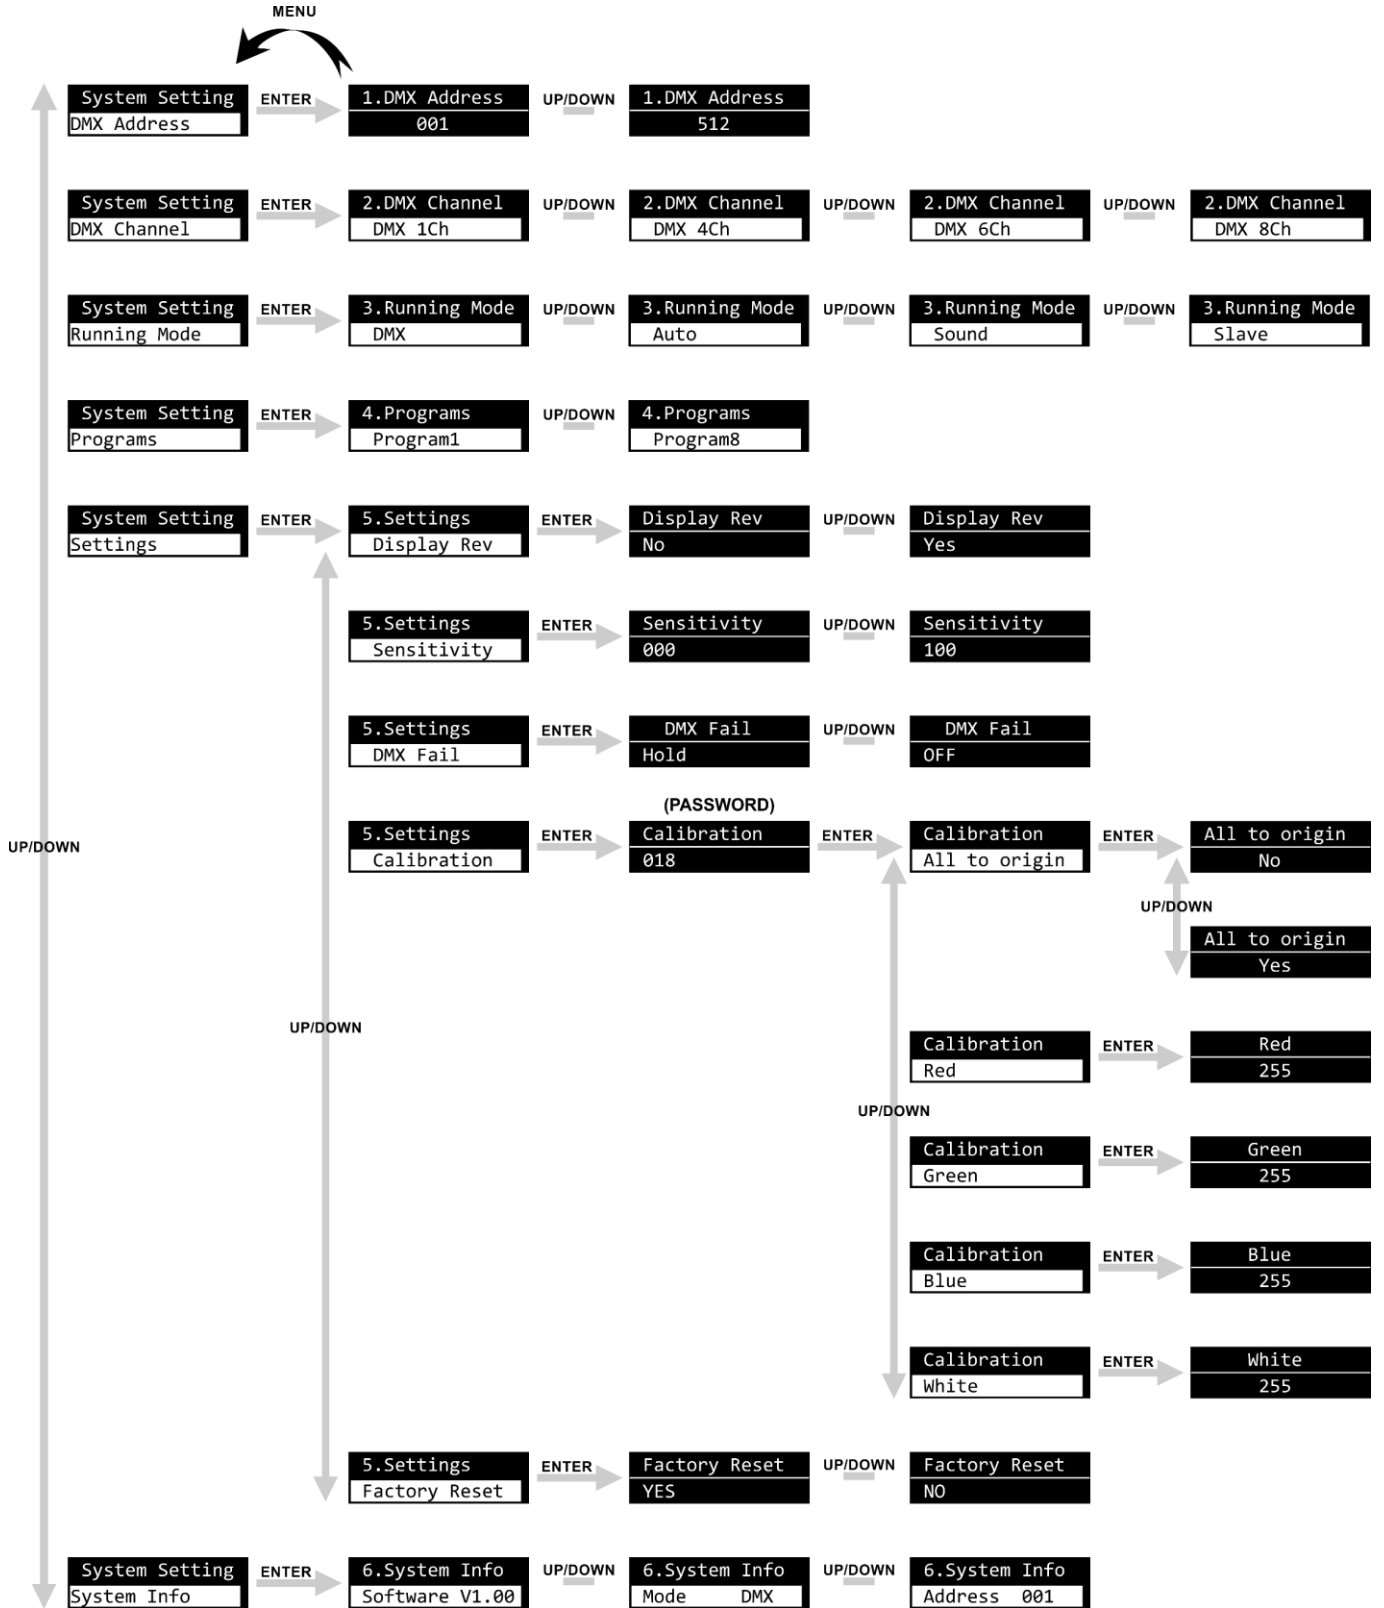 MENU
System Setting ENTER 1.DMX Address UP/DOWN 1.DMX Address
DMX Address 001 512
System Setting ENTER 2.DMX Channel UP/DOWN 2.DMX Channel UP/DOWN 2.DMX Channel UP/DOWN 2.DMX Channel
DMX Channel DMX 1Ch DMX 4Ch DMX 6Ch DMX 8Ch
System Setting ENTER 3.Running Mode UP/DOWN 3.Running Mode UP/DOWN 3.Running Mode UP/DOWN 3.Running Mode
Running Mode DMX Auto Sound Slave
System Setting ENTER 4.Programs UP/DOWN 4.Programs
Programs Program1 Program8
System Setting ENTER 5.Settings ENTER Display Rev UP/DOWN Display Rev
Settings Display Rev No Yes
5.Settings ENTER Sensitivity UP/DOWN Sensitivity
Sensitivity 000 100
5.Settings ENTER DMX Fail UP/DOWN DMX Fail
DMX Fail Hold OFF
(PASSWORD)
5.Settings ENTER Calibration ENTER Calibration ENTER All to origin
UP/DOWN Calibration 018 All to origin No
UP/DOWN
All to origin
Yes
UP/DOWN
Calibration ENTER Red
Red 255
UP/DOWN
Calibration ENTER Green
Green 255
Calibration ENTER Blue
Blue 255
Calibration ENTER White
White 255
5.Settings ENTER Factory Reset UP/DOWN Factory Reset
Factory Reset YES NO
System Setting ENTER 6.System Info UP/DOWN 6.System Info UP/DOWN 6.System Info
System Info Software V1.00 Mode DMX Address 001